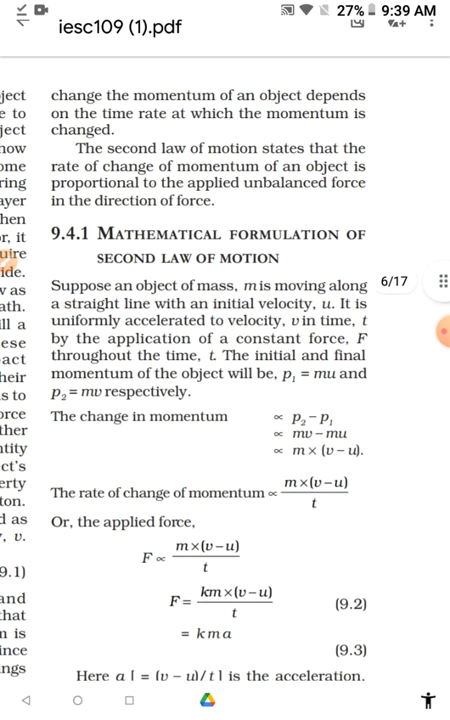 27% 9:39 AM
iesc109 (1).pdf
6/17
change the momentum of an object depends
on the time rate at which the momentum is
changed.
The second law of motion states that the
rate of change of momentum of an object is
proportional to the applied unbalanced force
in the direction of force.
9.4.1 MATHEMATICAL FORMULATION OF
SECOND LAW OF MOTION
Suppose an object of mass, m is moving along
a straight line with an initial velocity, u. It is
uniformly accelerated to velocity, v in time, t
by the application of a constant force, F
throughout the time, t. The initial and final
momentum of the object will be, p₁ = mu and
p₂ = mv respectively.
The change in momentum ∝ p₂ – p₁
∝ mv – mu
∝ m × (v – u).
The rate of change of momentum ∝ m × (v – u) / t
Or, the applied force,
F ∝ m × (v – u) / t
F = km × (v – u) / t (9.2)
= k m a (9.3)
Here a [ = (v – u)/t ] is the acceleration.